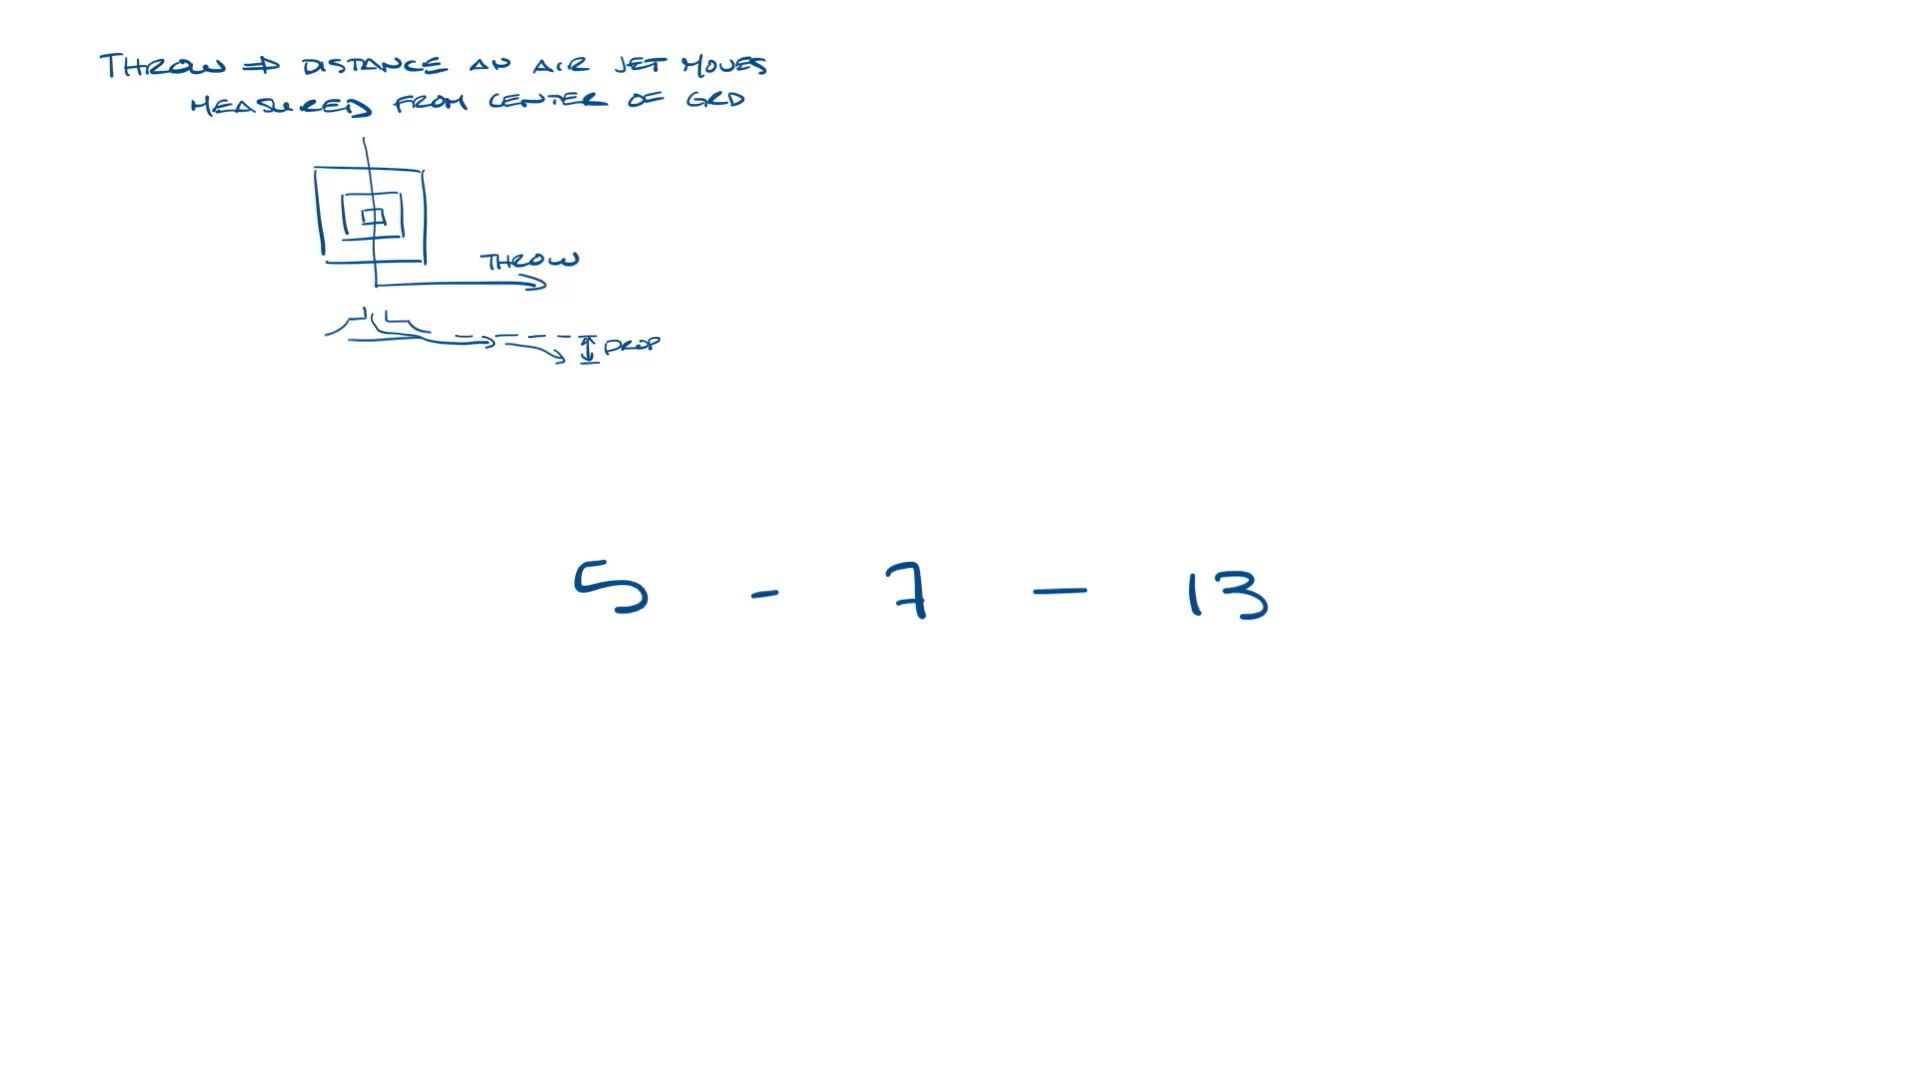 THROW ⇒ DISTANCE AN AIR JET MOVES
MEASURED FROM CENTER OF GRD
THROW
DROP
5 - 7 - 13